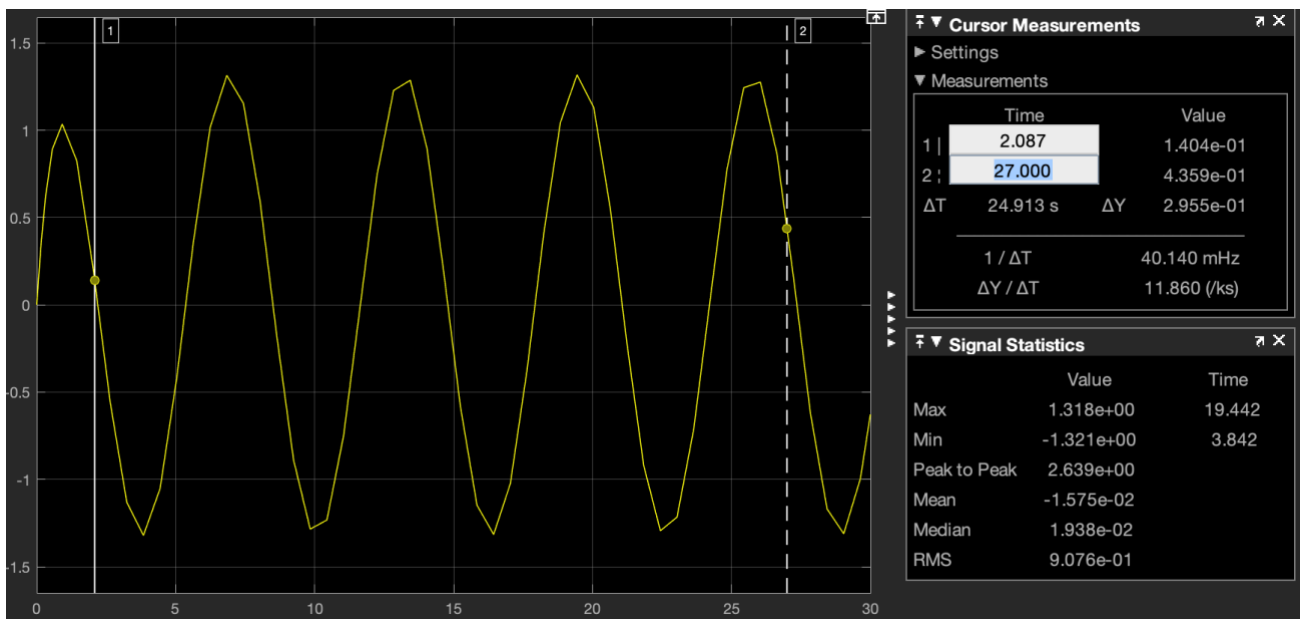 1.5
1
0.5
0
-0.5
-1
-1.5
0 5 10 15 20 25 30
1
2
Cursor Measurements
Settings
Measurements
Time Value
1 | 2.087 1.404e-01
2 ¦ 27.000 4.359e-01
ΔT 24.913 s ΔY 2.955e-01
1 / ΔT 40.140 mHz
ΔY / ΔT 11.860 (/ks)
Signal Statistics
Value Time
Max 1.318e+00 19.442
Min -1.321e+00 3.842
Peak to Peak 2.639e+00
Mean -1.575e-02
Median 1.938e-02
RMS 9.076e-01